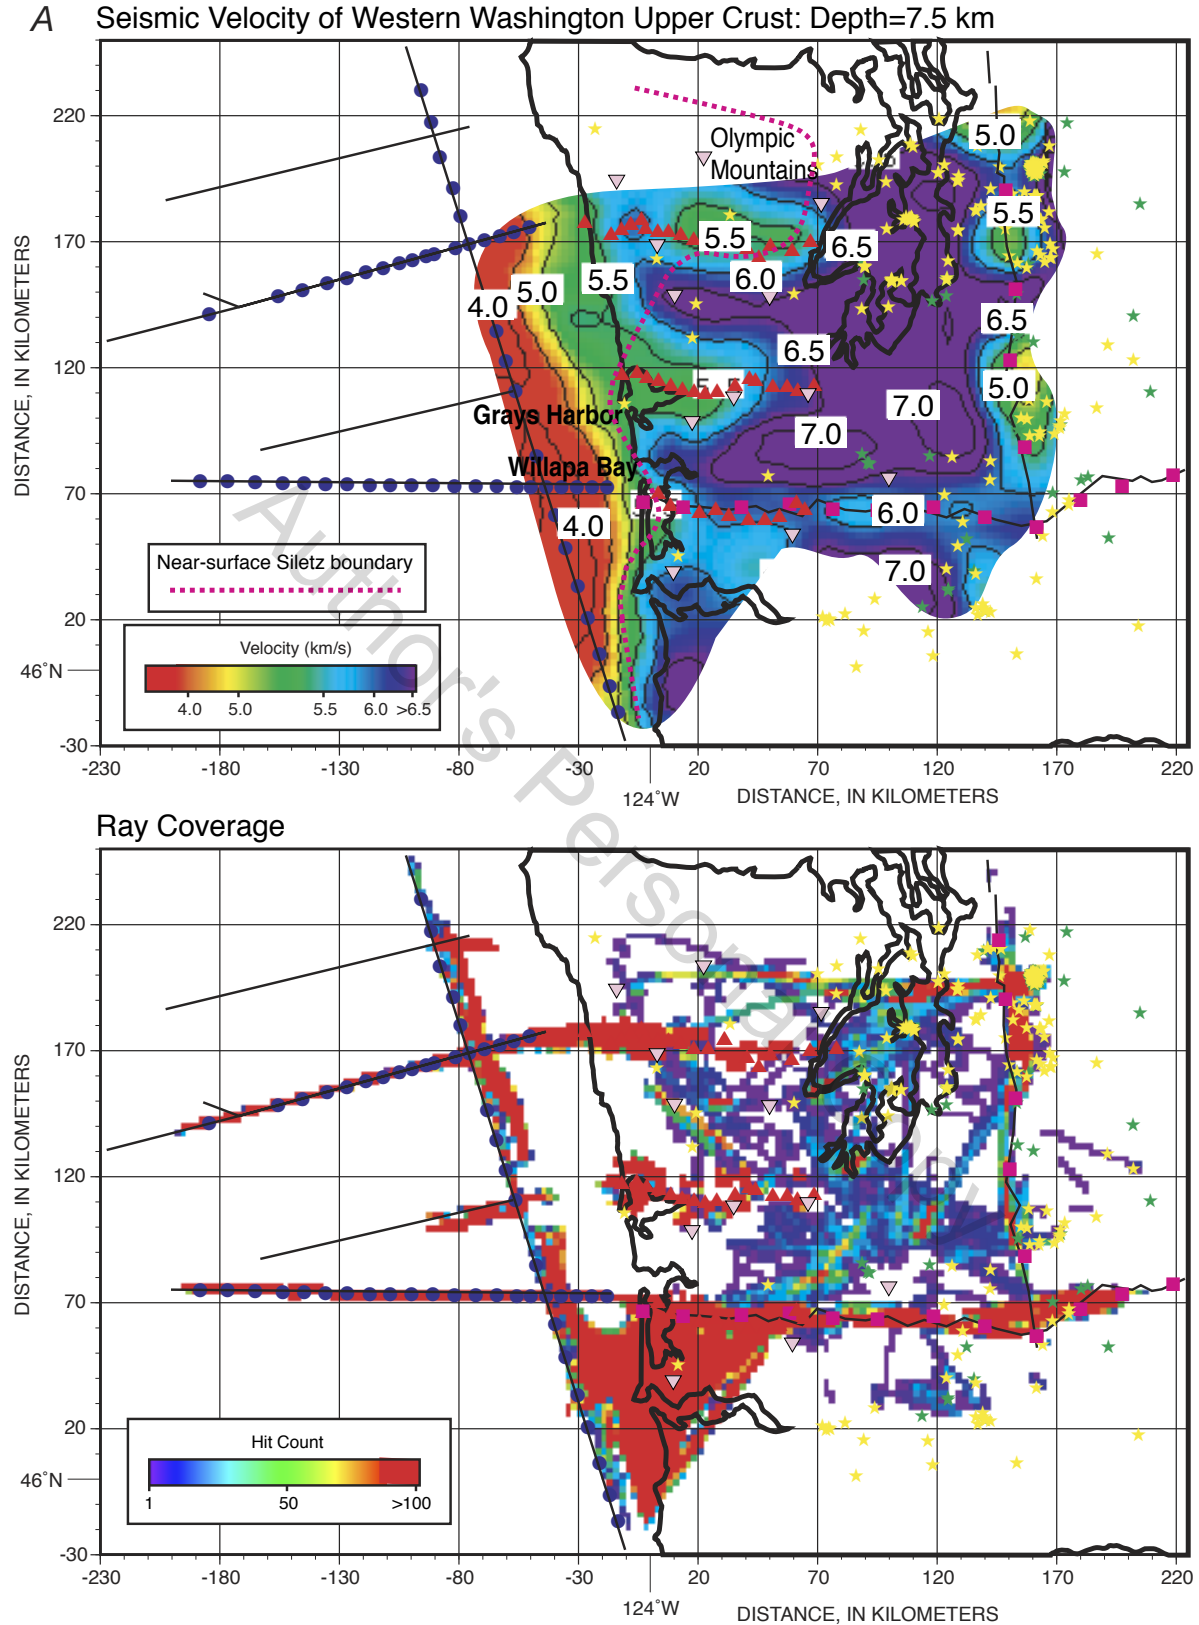 A Seismic Velocity of Western Washington Upper Crust: Depth=7.5 km
220
170
120
70
20
46°N
-30
DISTANCE, IN KILOMETERS
Olympic
Mountains
5.0
5.5
5.5
6.5
6.0
5.5
5.0
4.0
6.5
6.5
5.0
7.0
7.0
Grays Harbor
Willapa Bay
4.0
6.0
7.0
Near-surface Siletz boundary
Velocity (km/s)
4.0 5.0 5.5 6.0 >6.5
-230 -180 -130 -80 -30 20 70 120 170 220
124°W
DISTANCE, IN KILOMETERS
Author's Personal Copy
Ray Coverage
220
170
120
70
20
46°N
-30
DISTANCE, IN KILOMETERS
Hit Count
1 50 >100
-230 -180 -130 -80 -30 20 70 120 170 220
124°W
DISTANCE, IN KILOMETERS